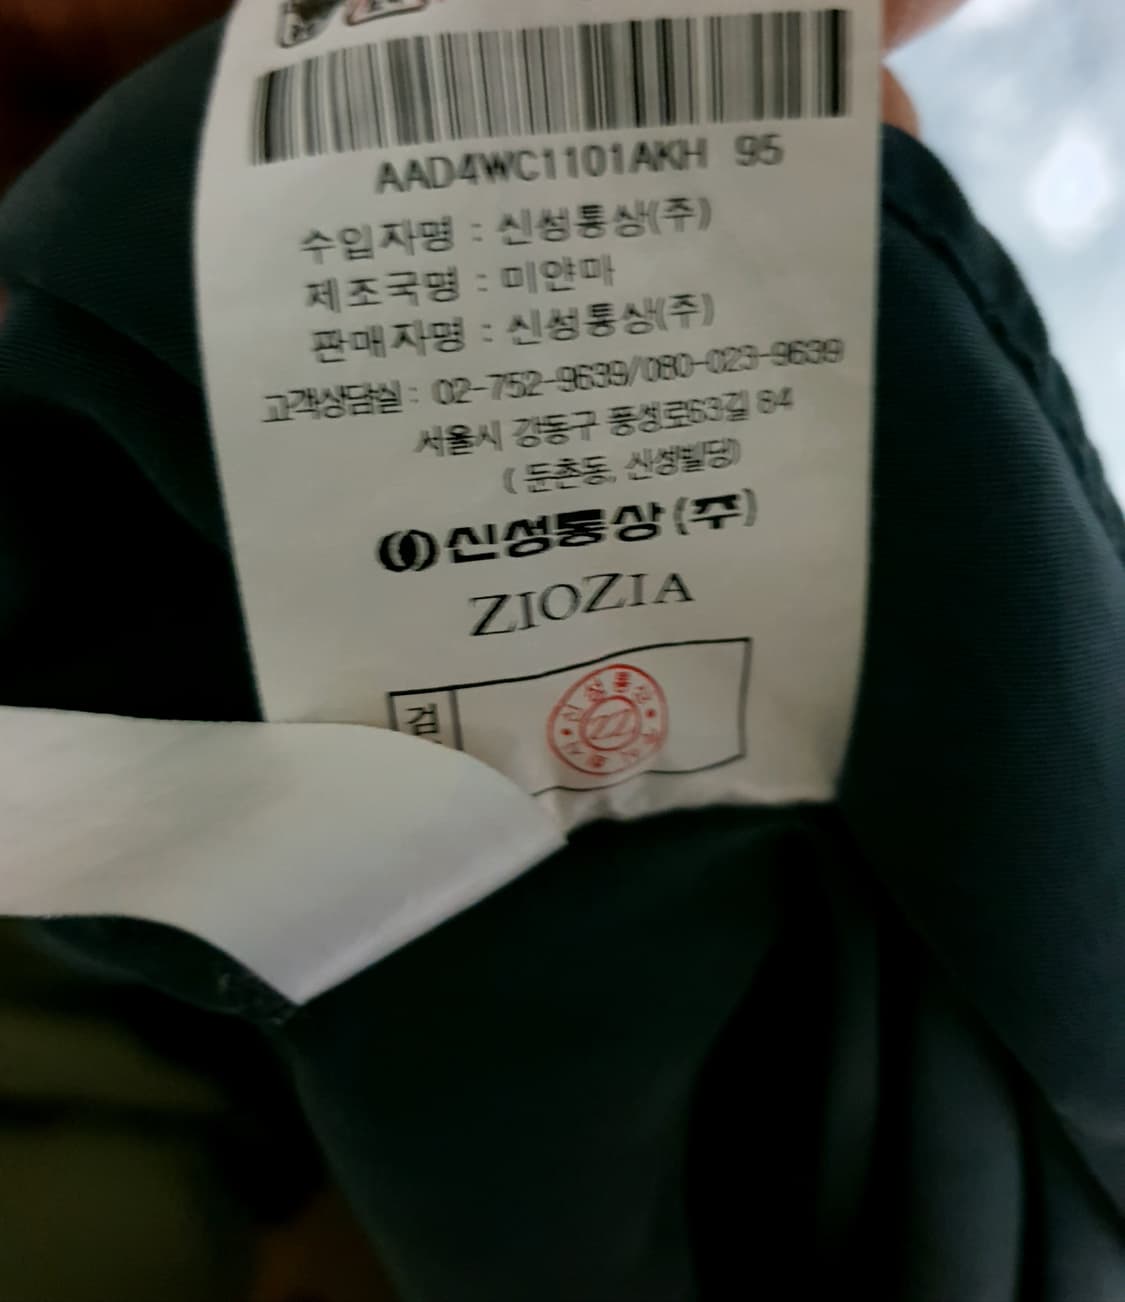 AAD4WC1101AKH 95
수입자명 : 신성통상(주)
제조국명 : 미얀마
판매자명 : 신성통상(주)
고객상담실 : 02-752-9639/080-023-9639
서울시 강동구 풍성로63길 84
( 둔촌동, 신성빌딩)
신성통상(주)
ZIOZIA
검